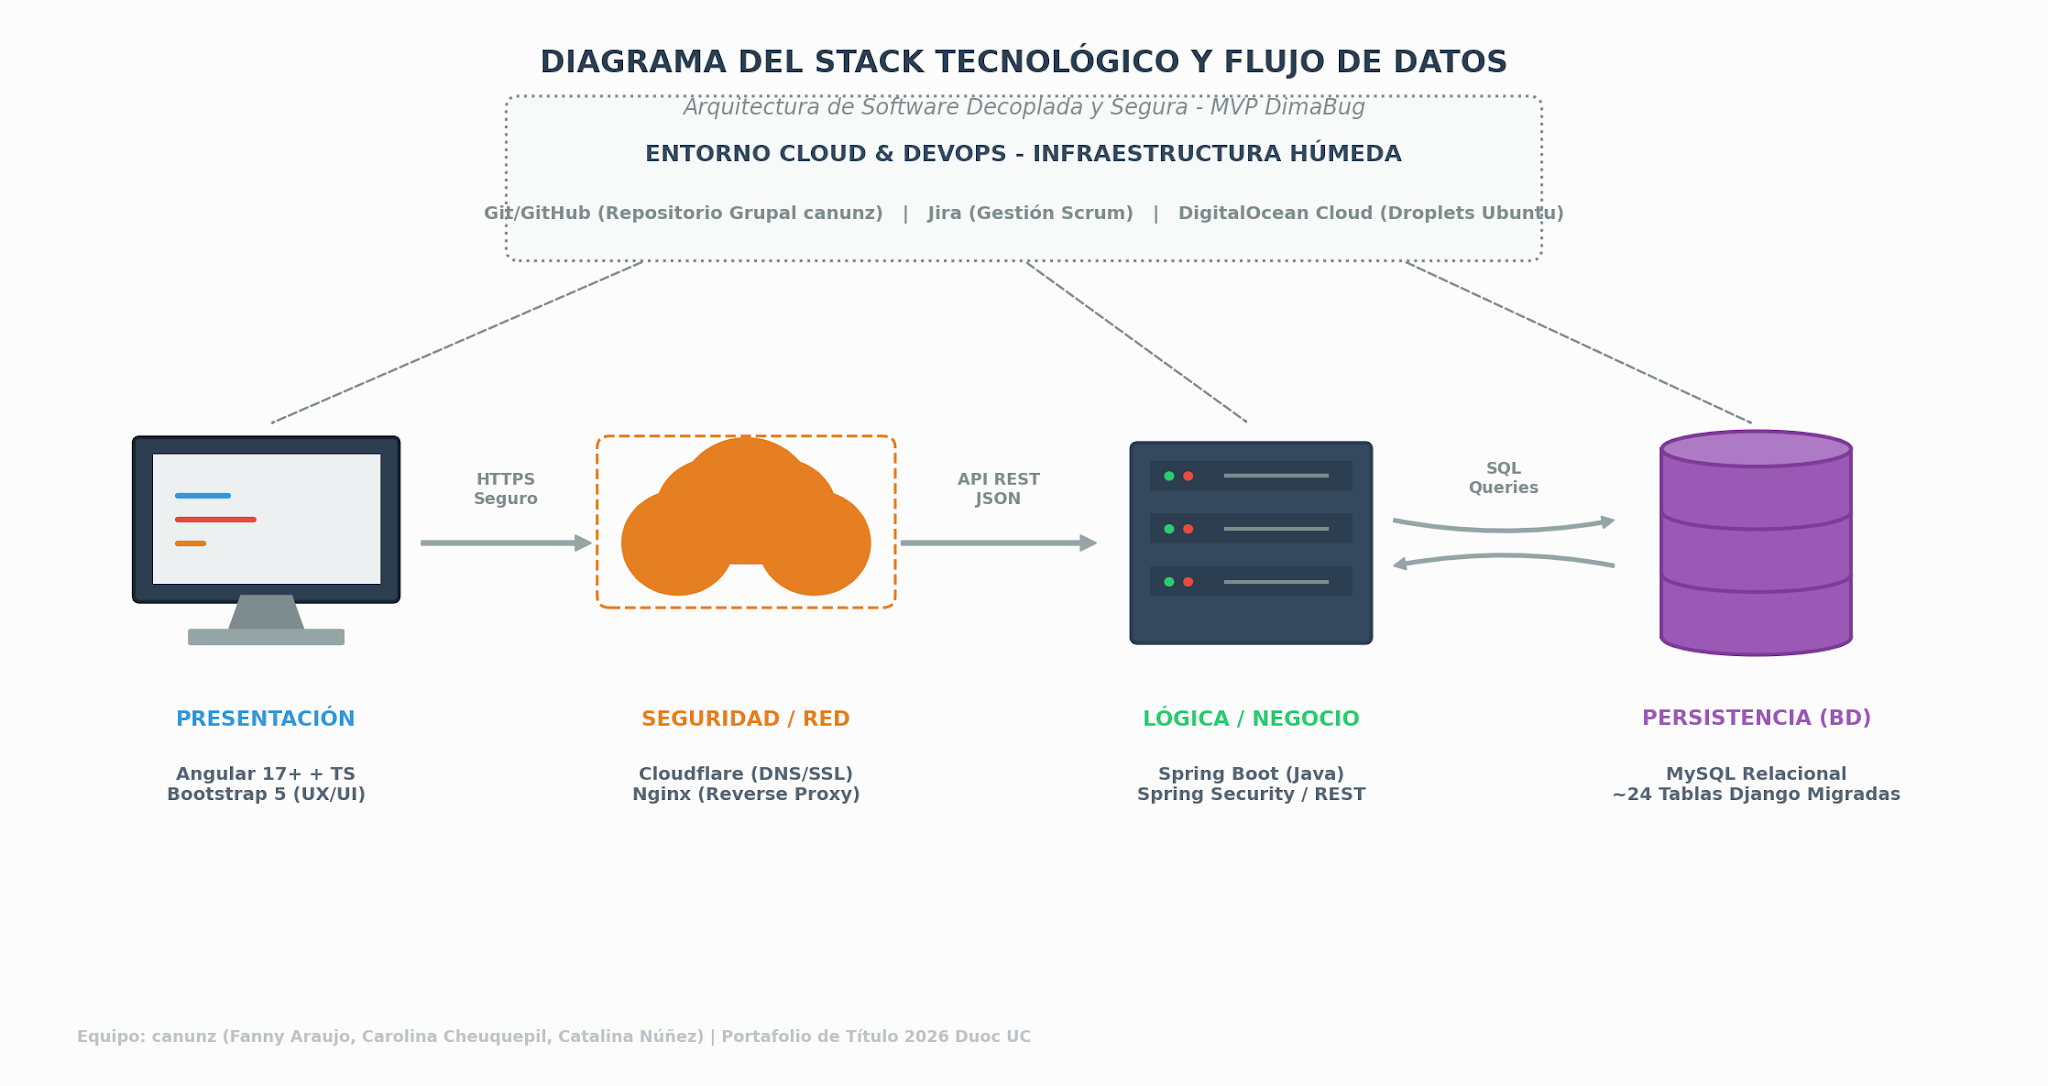 DIAGRAMA DEL STACK TECNOLÓGICO Y FLUJO DE DATOS
Arquitectura de Software Decoplada y Segura - MVP DimaBug
ENTORNO CLOUD & DEVOPS - INFRAESTRUCTURA HÚMEDA
Git/GitHub (Repositorio Grupal canunz) | Jira (Gestión Scrum) | DigitalOcean Cloud (Droplets Ubuntu)
HTTPS
Seguro
API REST
JSON
SQL
Queries
PRESENTACIÓN
Angular 17+ + TS
Bootstrap 5 (UX/UI)
SEGURIDAD / RED
Cloudflare (DNS/SSL)
Nginx (Reverse Proxy)
LÓGICA / NEGOCIO
Spring Boot (Java)
Spring Security / REST
PERSISTENCIA (BD)
MySQL Relacional
~24 Tablas Django Migradas
Equipo: canunz (Fanny Araujo, Carolina Cheuquepil, Catalina Núñez) | Portafolio de Título 2026 Duoc UC